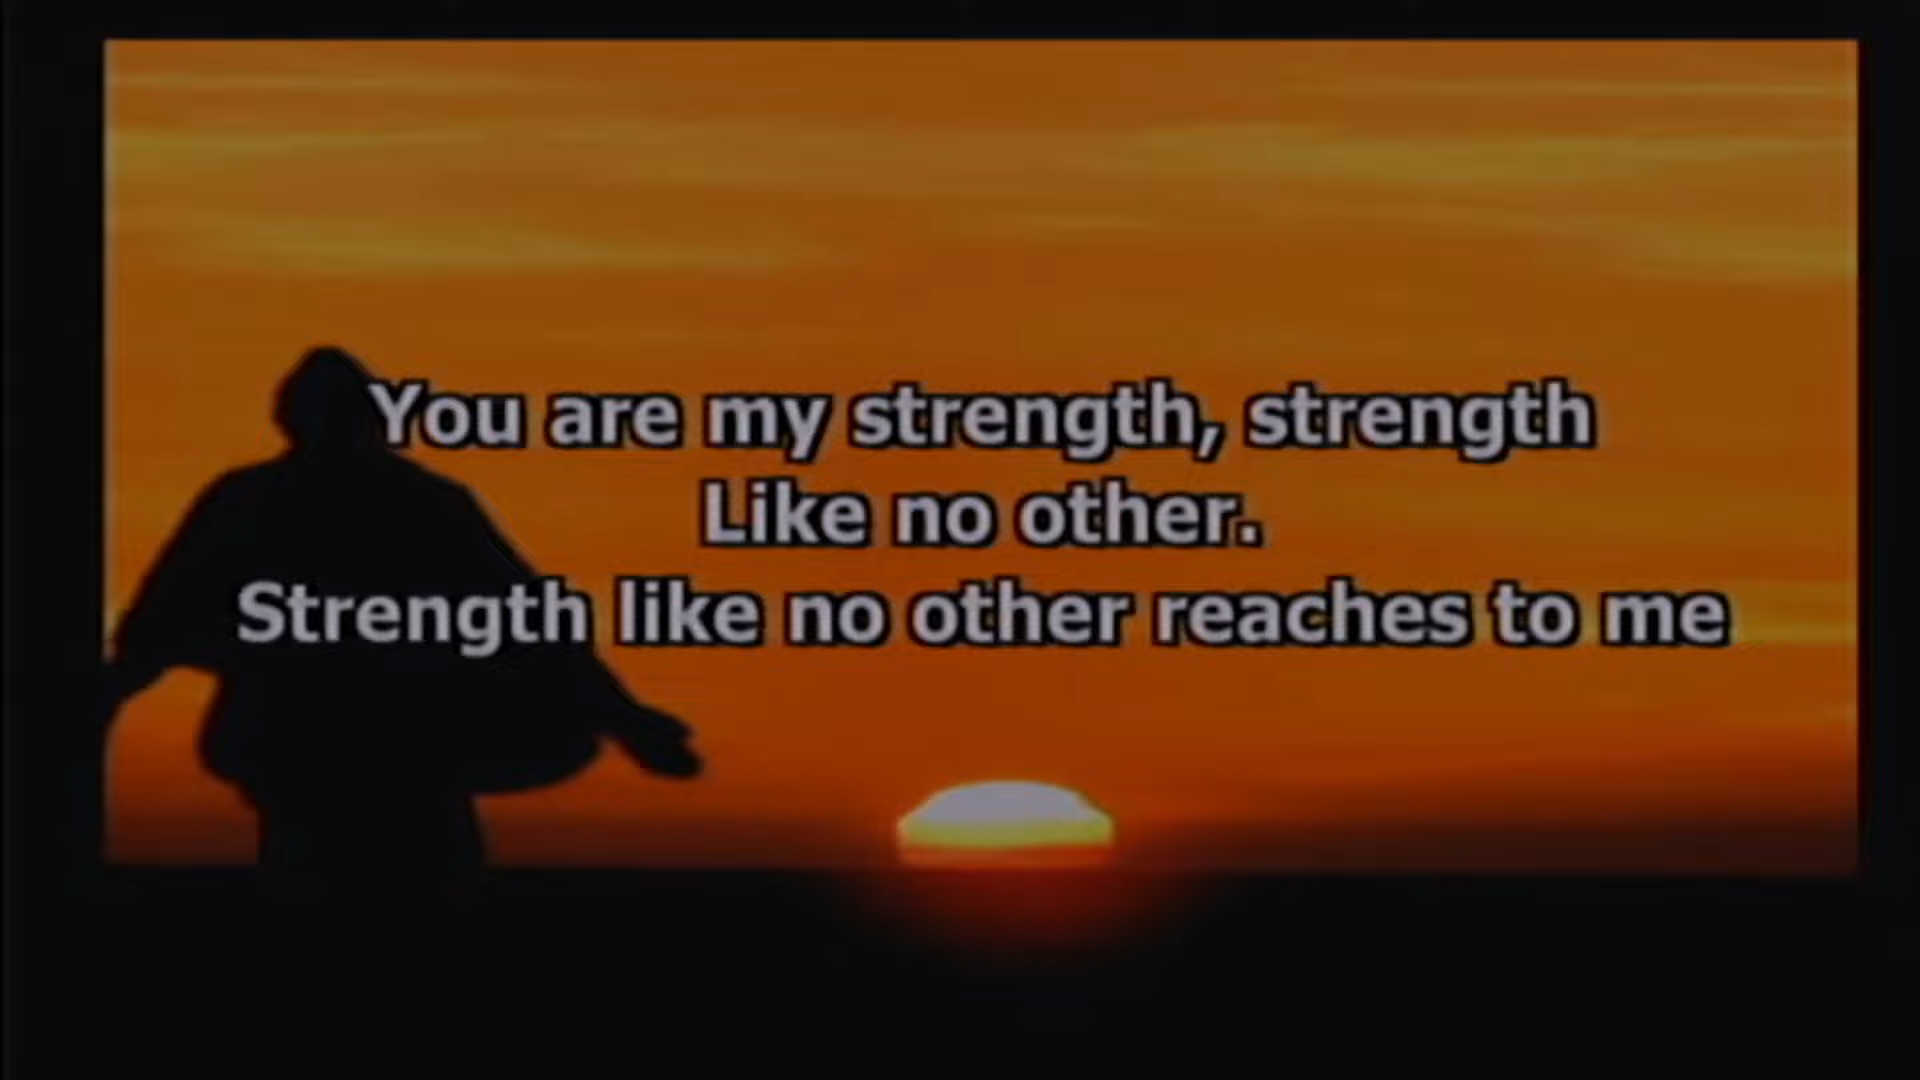 You are my strength, strength
Like no other.
Strength like no other reaches to me